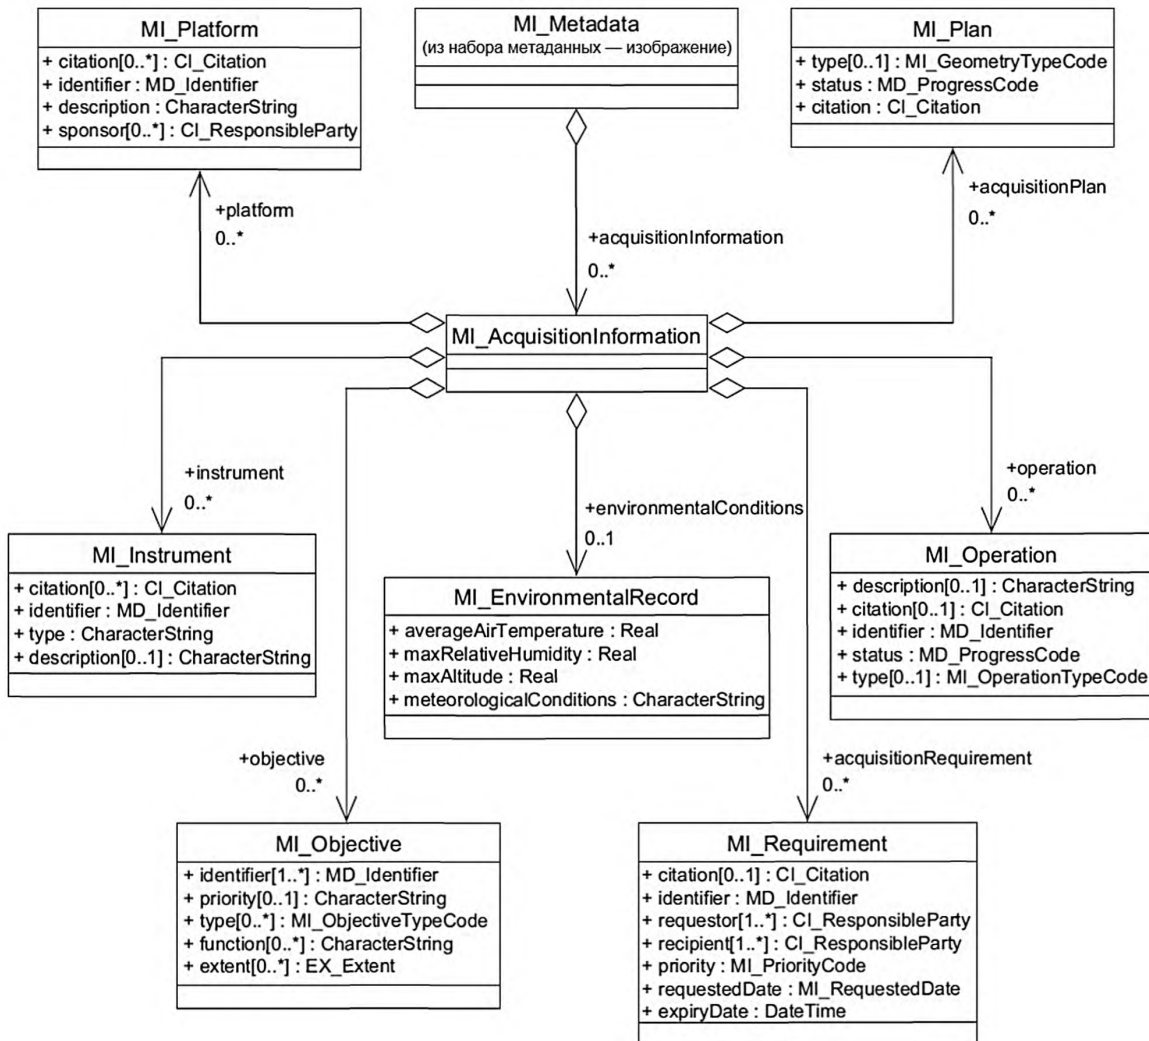 MI_Platform
+ citation[0..*] : CI_Citation
+ identifier : MD_Identifier
+ description : CharacterString
+ sponsor[0..*] : CI_ResponsibleParty
MI_Metadata
(из набора метаданных — изображение)
MI_Plan
+ type[0..1] : MI_GeometryTypeCode
+ status : MD_ProgressCode
+ citation : CI_Citation
+platform
0..*
+acquisitionInformation
0..*
+acquisitionPlan
0..*
MI_AcquisitionInformation
+instrument
0..*
+environmentalConditions
0..1
+operation
0..*
MI_Instrument
+ citation[0..*] : CI_Citation
+ identifier : MD_Identifier
+ type : CharacterString
+ description[0..1] : CharacterString
MI_EnvironmentalRecord
+ averageAirTemperature : Real
+ maxRelativeHumidity : Real
+ maxAltitude : Real
+ meteorologicalConditions : CharacterString
MI_Operation
+ description[0..1] : CharacterString
+ citation[0..1] : CI_Citation
+ identifier : MD_Identifier
+ status : MD_ProgressCode
+ type[0..1] : MI_OperationTypeCode
+objective
0..*
+acquisitionRequirement
0..*
MI_Objective
+ identifier[1..*] : MD_Identifier
+ priority[0..1] : CharacterString
+ type[0..*] : MI_ObjectiveTypeCode
+ function[0..*] : CharacterString
+ extent[0..*] : EX_Extent
MI_Requirement
+ citation[0..1] : CI_Citation
+ identifier : MD_Identifier
+ requestor[1..*] : CI_ResponsibleParty
+ recipient[1..*] : CI_ResponsibleParty
+ priority : MI_PriorityCode
+ requestedDate : MI_RequestedDate
+ expiryDate : DateTime